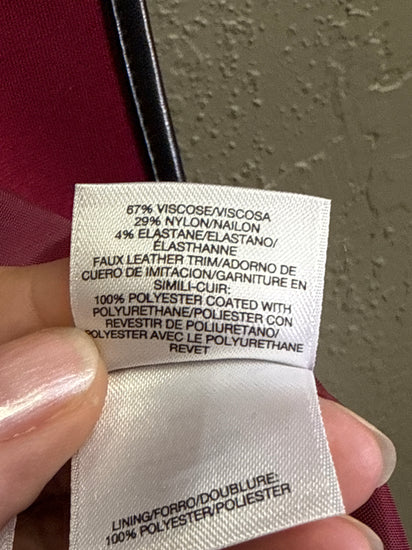 67% VISCOSE/VISCOSA
29% NYLON/NAILON
4% ELASTANE/ELASTANO/
ÉLASTHANNE
FAUX LEATHER TRIM/ADORNO DE
CUERO DE IMITACION/GARNITURE EN
SIMILI-CUIR:
100% POLYESTER COATED WITH
POLYURETHANE/POLIESTER CON
REVESTIR DE POLIURETANO/
POLYESTER AVEC LE POLYURETHANE
REVET
LINING/FORRO/DOUBLURE:
100% POLYESTER/POLIESTER